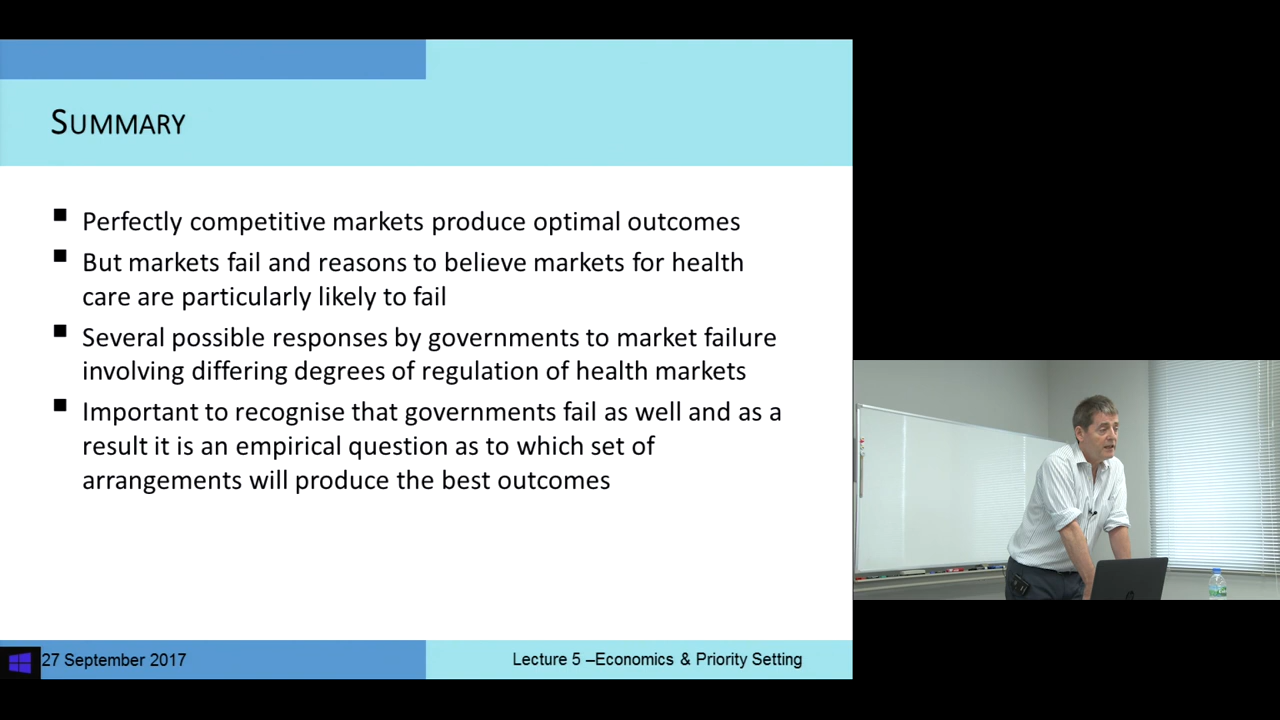 SUMMARY
Perfectly competitive markets produce optimal outcomes
But markets fail and reasons to believe markets for health
care are particularly likely to fail
Several possible responses by governments to market failure
involving differing degrees of regulation of health markets
Important to recognise that governments fail as well and as a
result it is an empirical question as to which set of
arrangements will produce the best outcomes
27 September 2017
Lecture 5 –Economics & Priority Setting